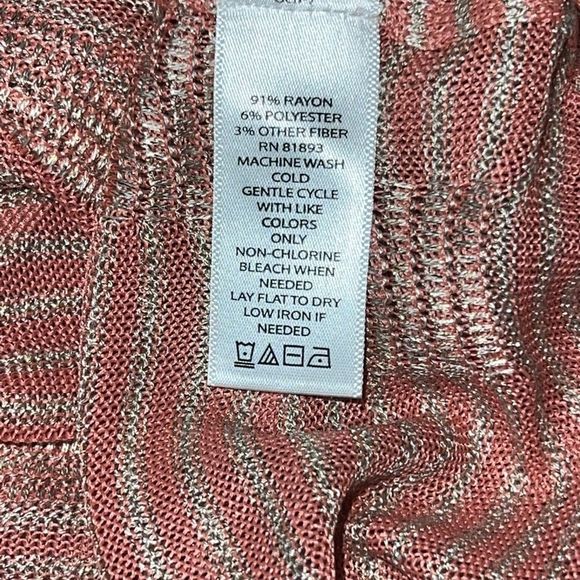 91% RAYON
6% POLYESTER
3% OTHER FIBER
RN 81893
MACHINE WASH
COLD
GENTLE CYCLE
WITH LIKE
COLORS
ONLY
NON-CHLORINE
BLEACH WHEN
NEEDED
LAY FLAT TO DRY
LOW IRON IF
NEEDED